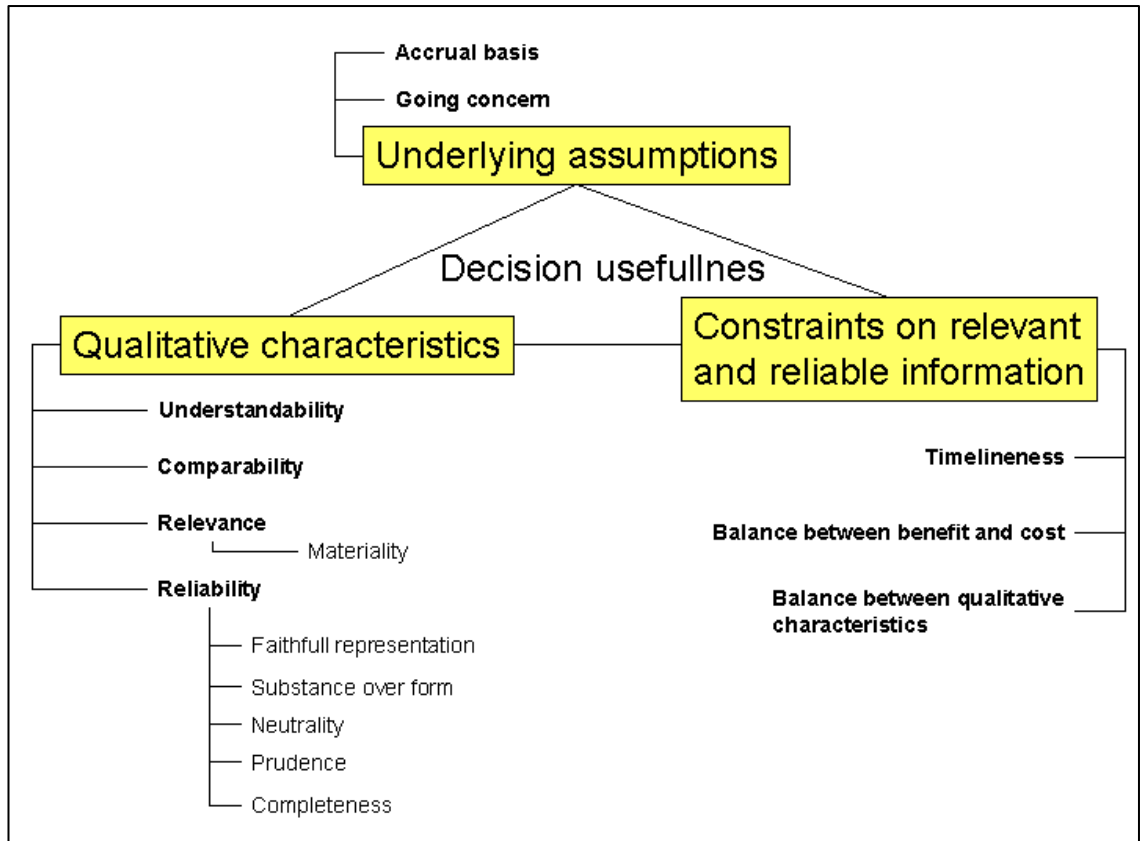 Accrual basis
Going concern
Underlying assumptions
Decision usefullnes
Qualitative characteristics
Constraints on relevant
and reliable information
Understandability
Comparability
Relevance
Materiality
Reliability
Faithfull representation
Substance over form
Neutrality
Prudence
Completeness
Timelineness
Balance between benefit and cost
Balance between qualitative
characteristics